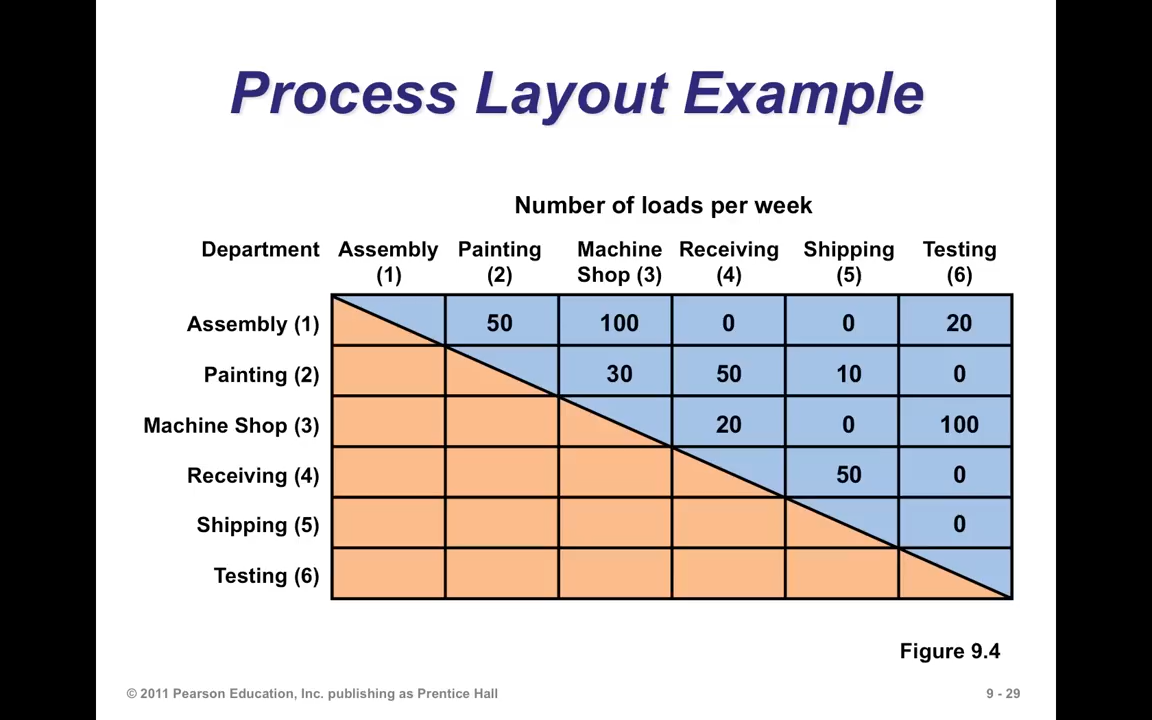 Process Layout Example
Number of loads per week
Department Assembly (1) Painting (2) Machine Shop (3) Receiving (4) Shipping (5) Testing (6)
Assembly (1) 50 100 0 0 20
Painting (2) 30 50 10 0
Machine Shop (3) 20 0 100
Receiving (4) 50 0
Shipping (5) 0
Testing (6)
Figure 9.4
© 2011 Pearson Education, Inc. publishing as Prentice Hall 9 - 29